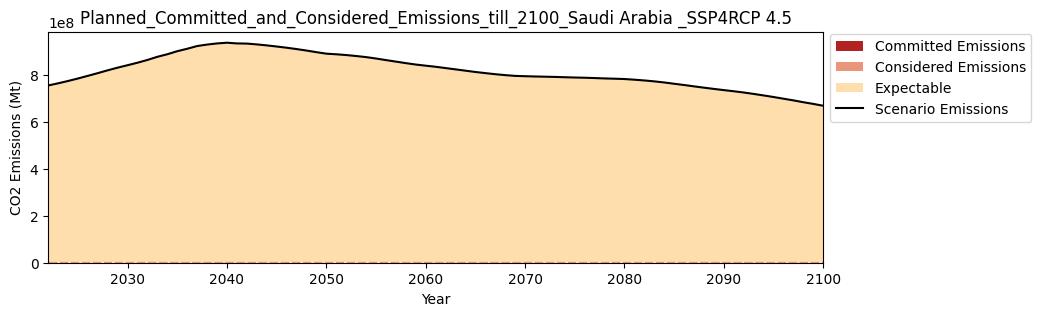 Planned_Committed_and_Considered_Emissions_till_2100_Saudi Arabia _SSP4RCP 4.5
1e8
8
6
4
2
0
CO2 Emissions (Mt)
2030 2040 2050 2060 2070 2080 2090 2100
Year
Committed Emissions
Considered Emissions
Expectable
Scenario Emissions